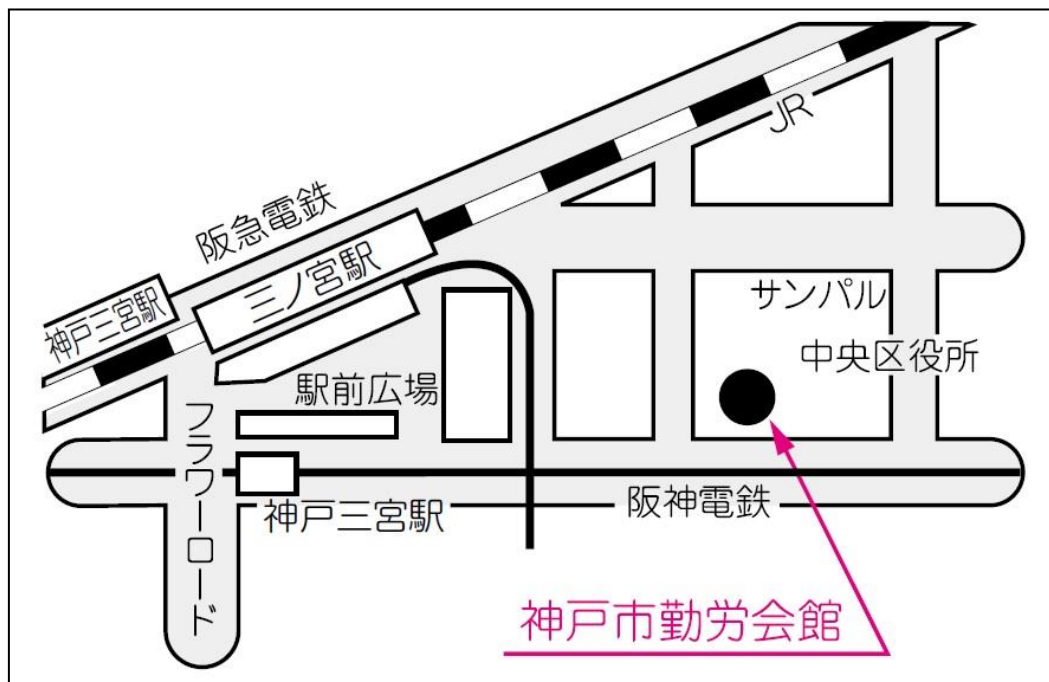 JR
阪急電鉄
三ノ宮駅
神戸三宮駅
サンパル
中央区役所
駅前広場
フラワーロード
神戸三宮駅
阪神電鉄
神戸市勤労会館